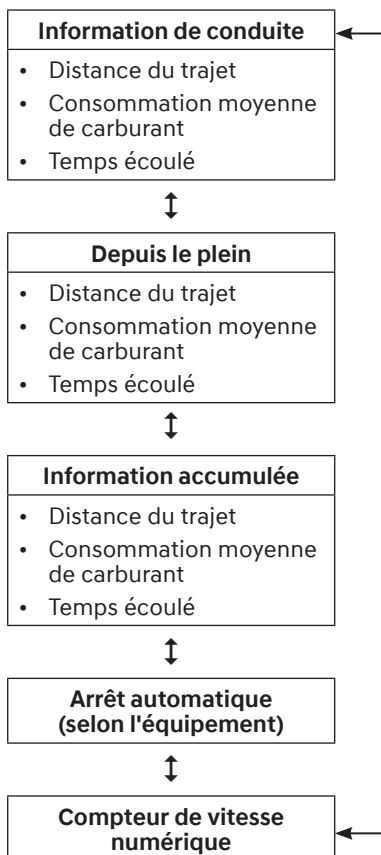 Information de conduite
• Distance du trajet
• Consommation moyenne
de carburant
• Temps écoulé
Depuis le plein
• Distance du trajet
• Consommation moyenne
de carburant
• Temps écoulé
Information accumulée
• Distance du trajet
• Consommation moyenne
de carburant
• Temps écoulé
Arrêt automatique
(selon l'équipement)
Compteur de vitesse
numérique